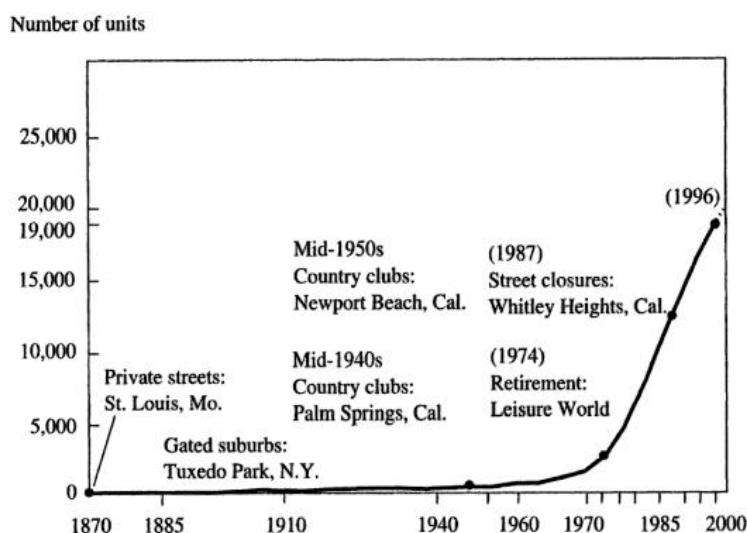 Number of units
25,000
20,000
19,000
15,000
10,000
5,000
0
(1996)
Mid-1950s
Country clubs:
Newport Beach, Cal.
(1987)
Street closures:
Whitley Heights, Cal.
Mid-1940s
Country clubs:
Palm Springs, Cal.
(1974)
Retirement:
Leisure World
Private streets:
St. Louis, Mo.
Gated suburbs:
Tuxedo Park, N.Y.
1870 1885 1910 1940 1960 1970 1985 2000